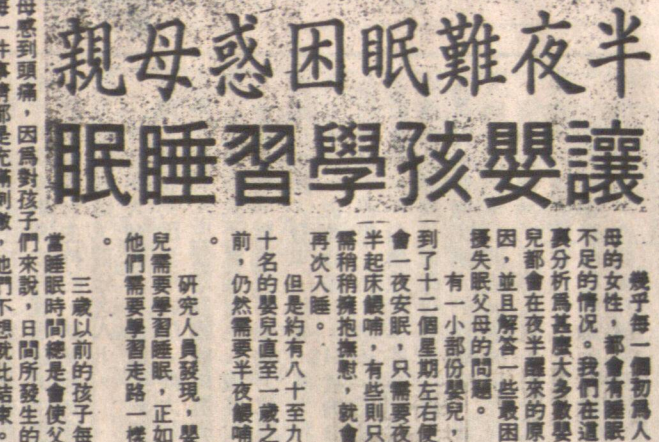 半夜難眠困惑母親
讓嬰孩學習睡眠
幾乎每一個初爲人
母的女性，都會有睡眠
不足的情況。我們在這
裏分析爲甚麼大多數嬰
兒都會在夜半醒來的原
因，並且解答一些最困
擾失眠父母的問題。
有一小部份嬰兒，
到了十二個星期左右便
會一夜安眠，只需要夜
半起床餵哺，有些則只
需稍稍擁抱撫慰，就會
再次入睡。
但是約有八十至九
十名的嬰兒直至一歲之
前，仍然需要半夜餵哺
。
研究人員發現，嬰
兒需要學習睡眠，正如
他們需要學習走路一樣
。
三歲以前的孩子每
當睡眠時間總是會使父
母感到頭痛，因爲對孩子們來說，日間所發生的
一件事情都是充滿刺激，他們不想就此結束